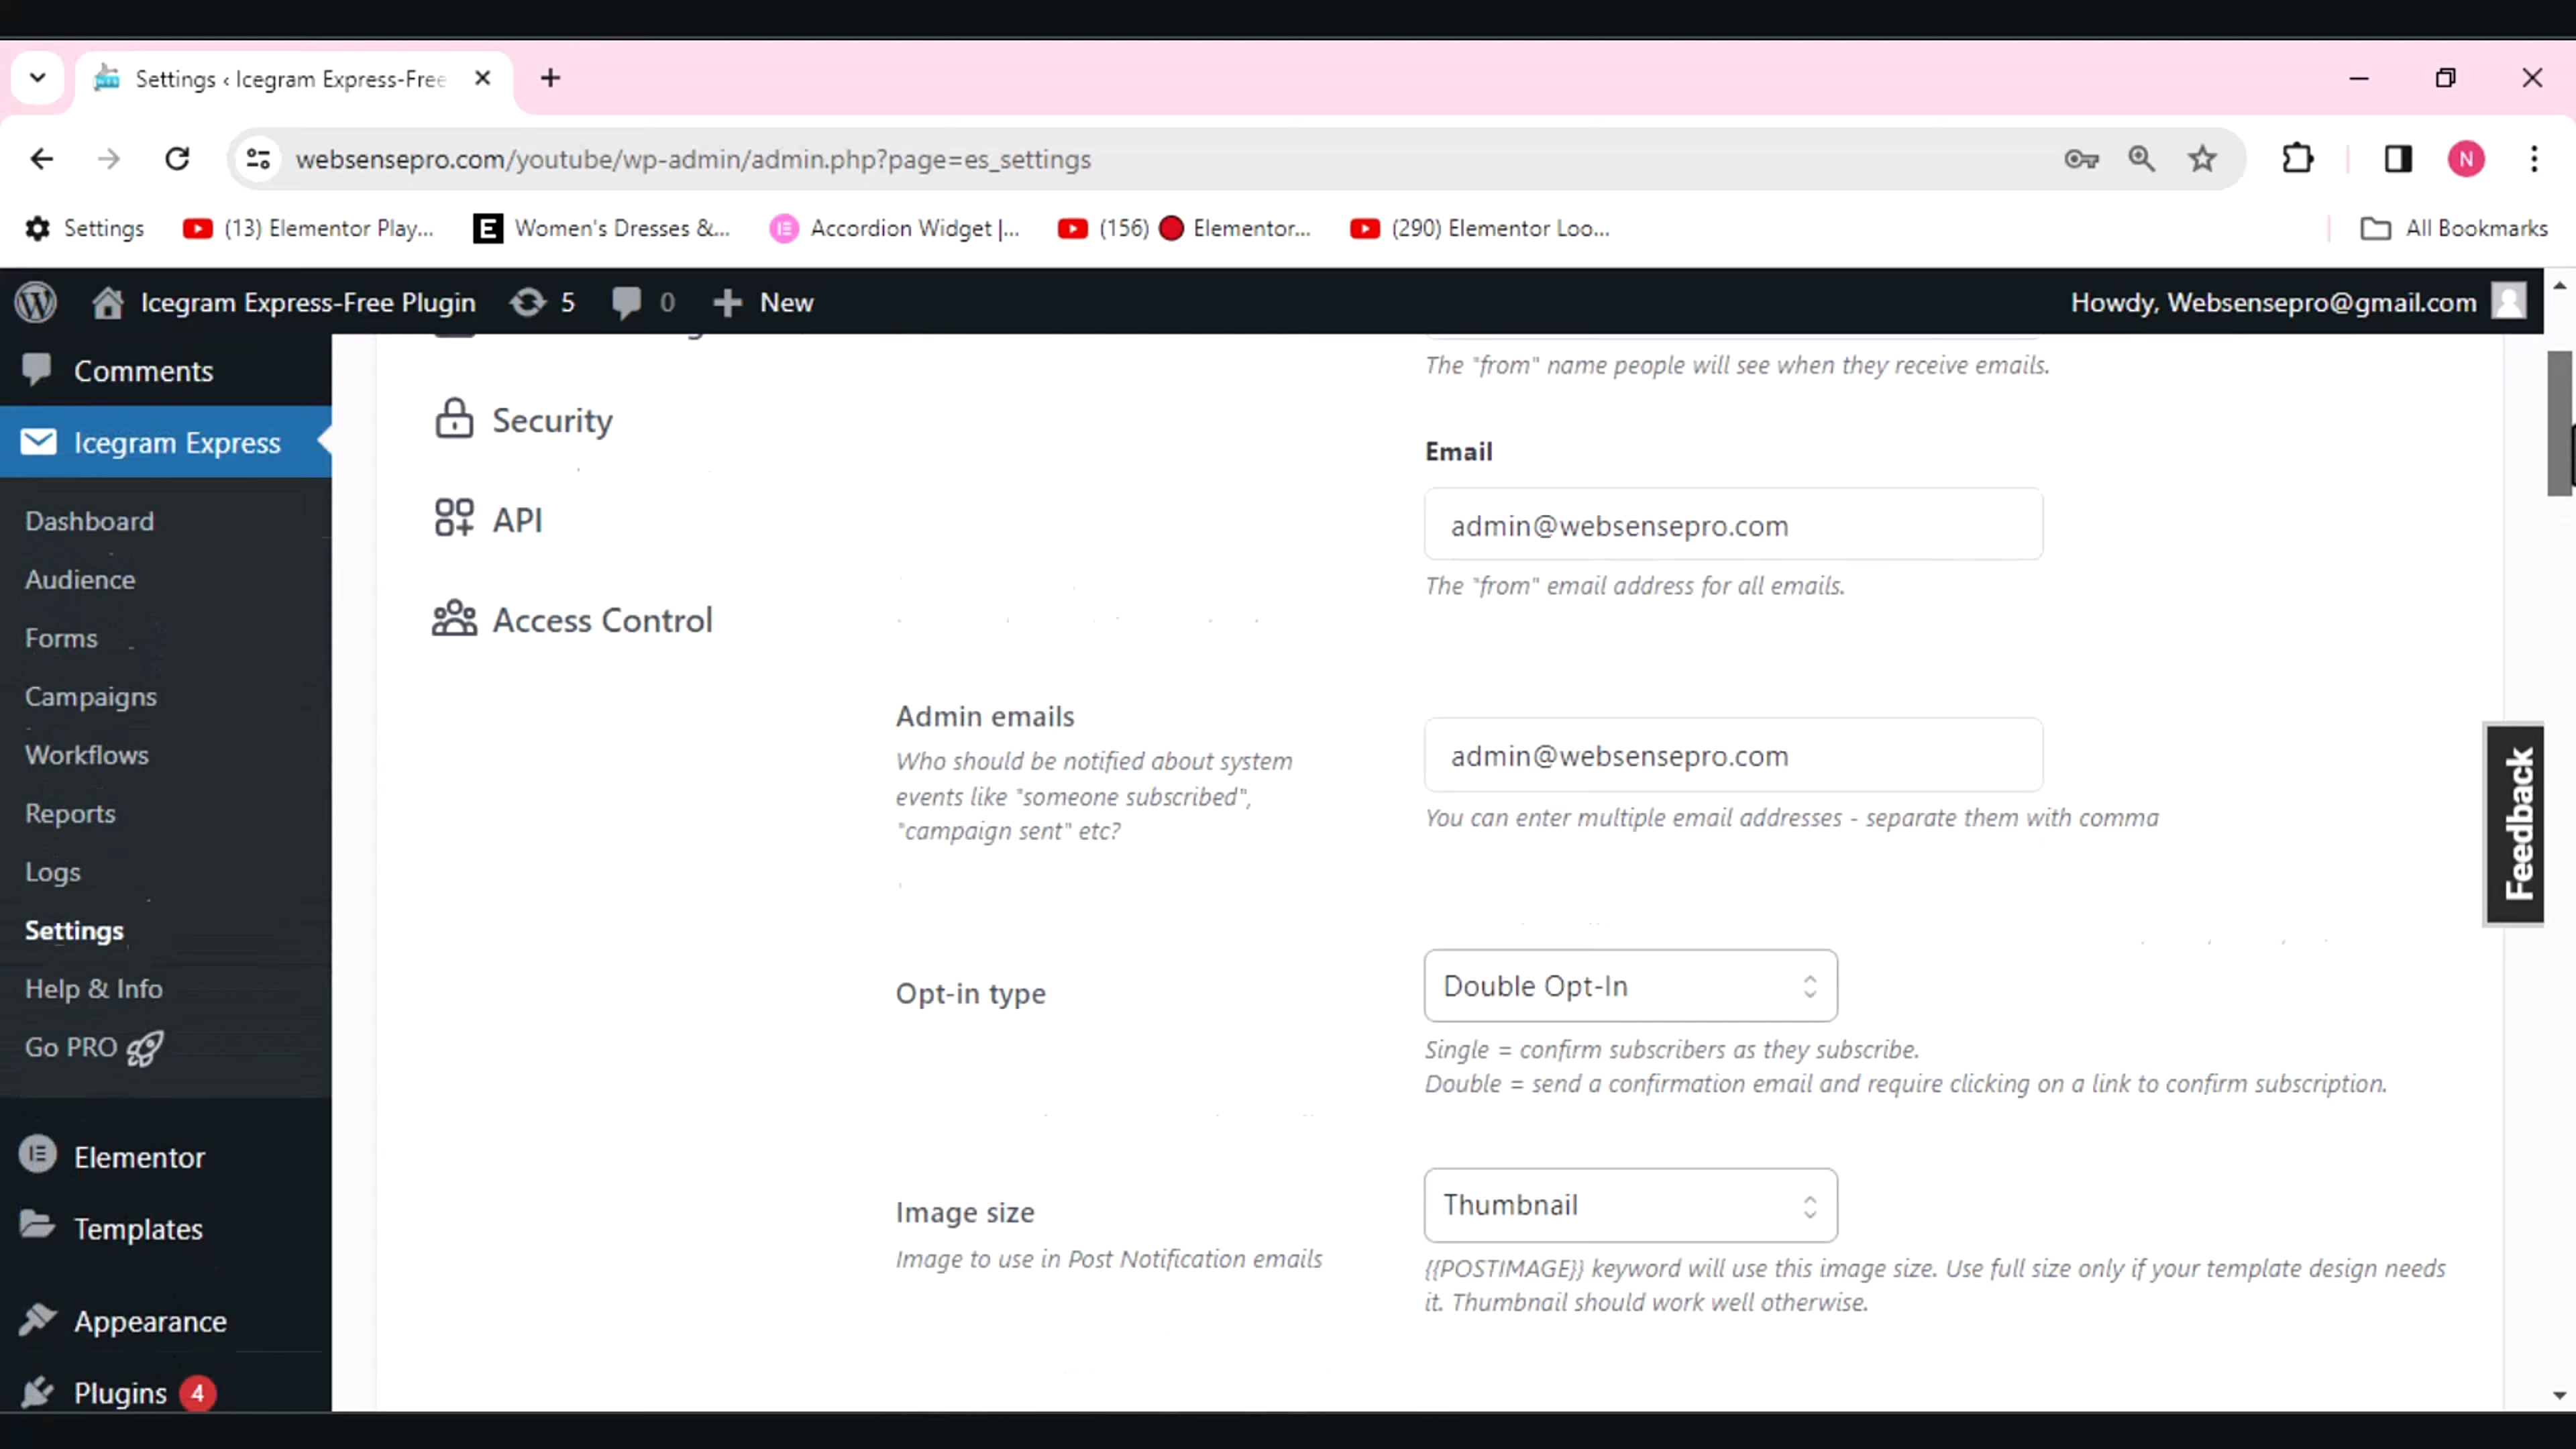 Settings ‹ Icegram Express-Free
websensepro.com/youtube/wp-admin/admin.php?page=es_settings
N
Settings
(13) Elementor Play...
E
Women's Dresses &...
Accordion Widget |...
(156) Elementor...
(290) Elementor Loo...
All Bookmarks
Icegram Express-Free Plugin
5
0
New
Howdy, Websensepro@gmail.com
Comments
Icegram Express
Dashboard
Audience
Forms
Campaigns
Workflows
Reports
Logs
Settings
Help & Info
Go PRO
Elementor
Templates
Appearance
Plugins 4
Security
API
Access Control
The "from" name people will see when they receive emails.
Email
admin@websensepro.com
The "from" email address for all emails.
Admin emails
Who should be notified about system
events like "someone subscribed",
"campaign sent" etc?
admin@websensepro.com
You can enter multiple email addresses - separate them with comma
Opt-in type
Double Opt-In
Single = confirm subscribers as they subscribe.
Double = send a confirmation email and require clicking on a link to confirm subscription.
Image size
Image to use in Post Notification emails
Thumbnail
{{POSTIMAGE}} keyword will use this image size. Use full size only if your template design needs
it. Thumbnail should work well otherwise.
Feedback